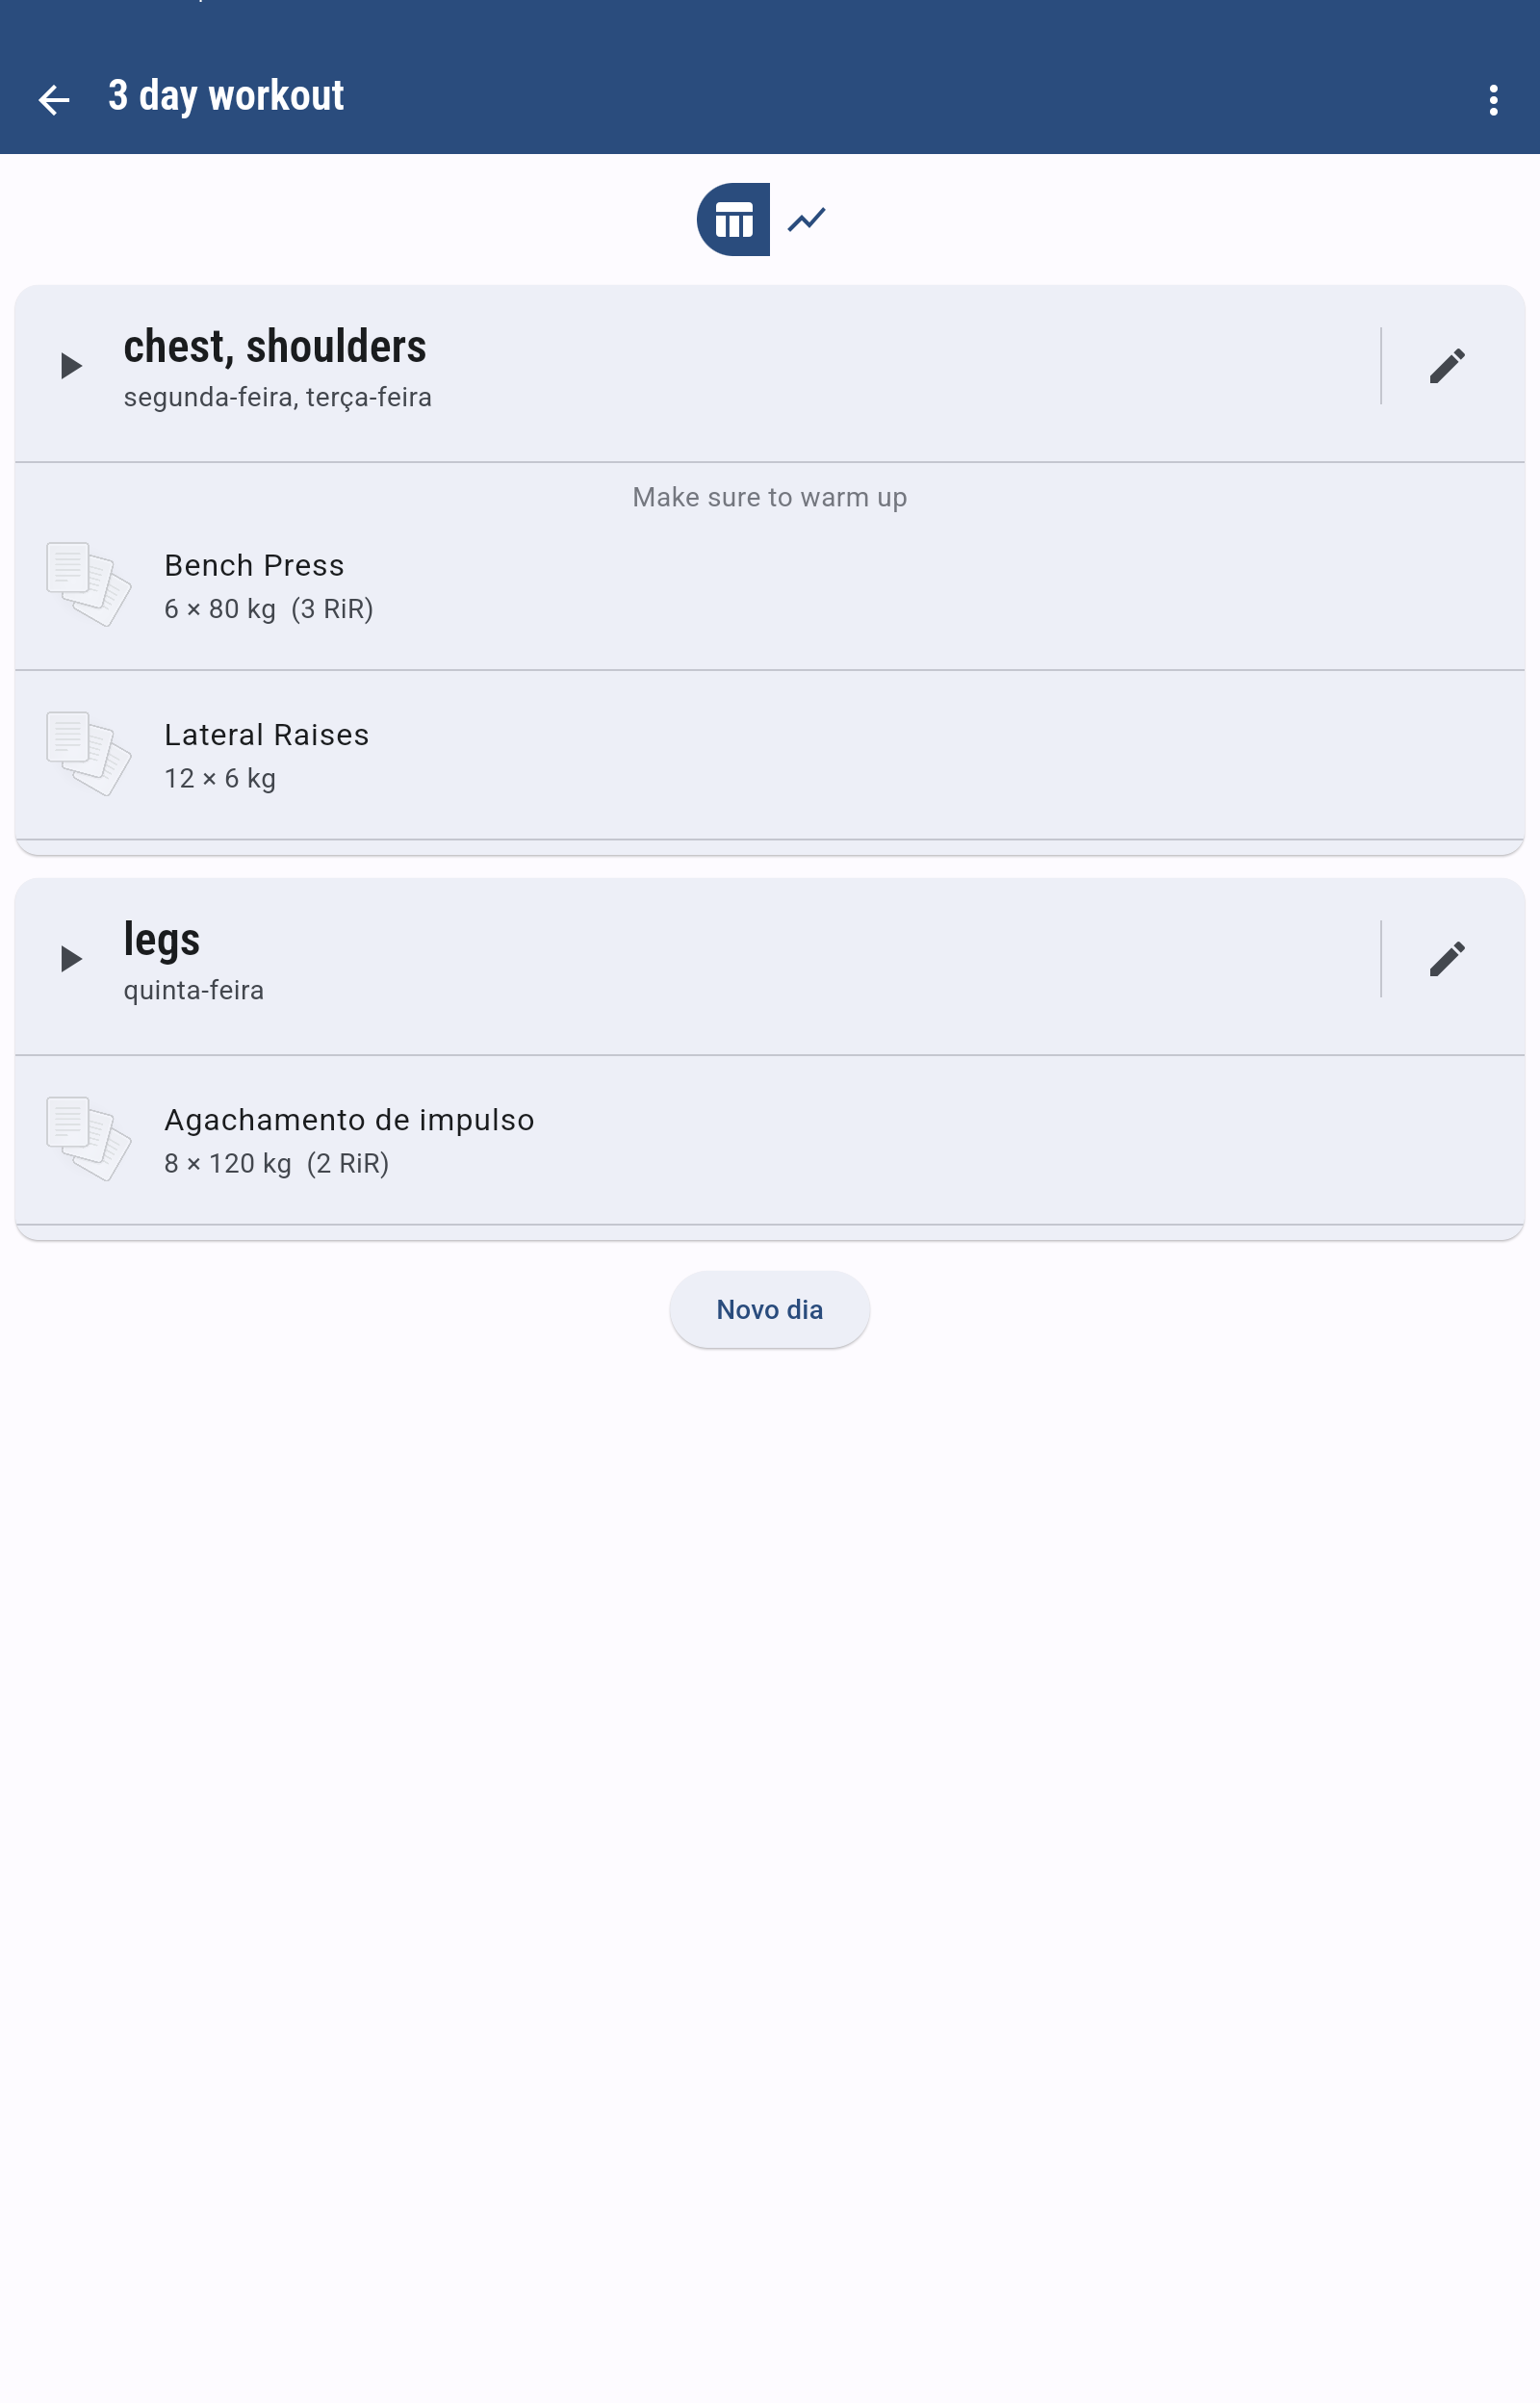 3 day workout
chest, shoulders
segunda-feira, terça-feira
Make sure to warm up
Bench Press
6 × 80 kg  (3 RiR)
Lateral Raises
12 × 6 kg
legs
quinta-feira
Agachamento de impulso
8 × 120 kg  (2 RiR)
Novo dia